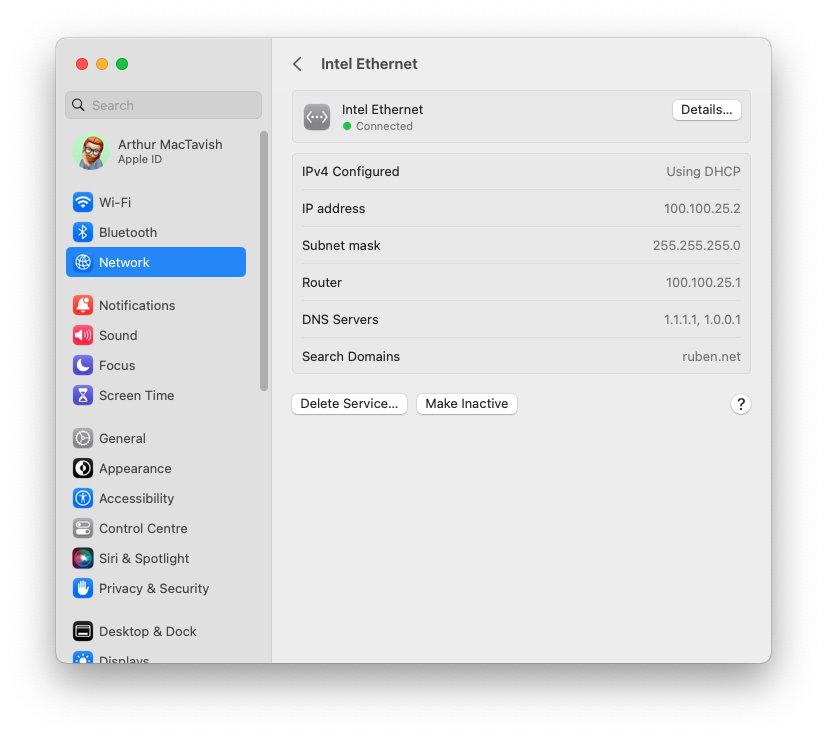 Search
Arthur MacTavish
Apple ID
Wi-Fi
Bluetooth
Network
Notifications
Sound
Focus
Screen Time
General
Appearance
Accessibility
Control Centre
Siri & Spotlight
Privacy & Security
Desktop & Dock
Displays
Intel Ethernet
Intel Ethernet
Connected
Details...
IPv4 Configured Using DHCP
IP address 100.100.25.2
Subnet mask 255.255.255.0
Router 100.100.25.1
DNS Servers 1.1.1.1, 1.0.0.1
Search Domains ruben.net
Delete Service... Make Inactive ?